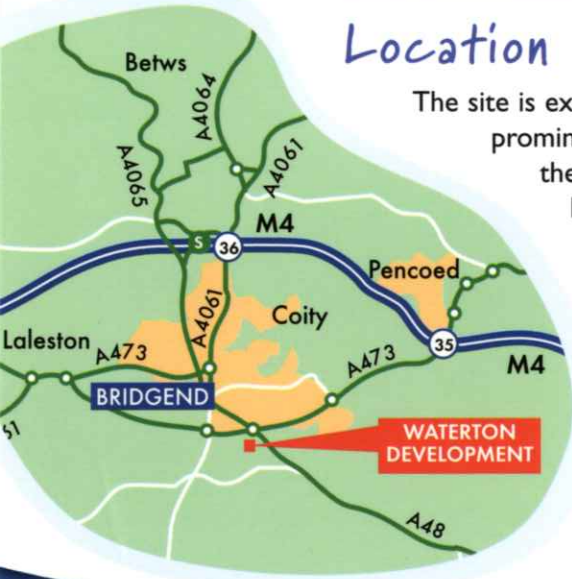 Location
The site is ex
promin
the
Betws
A4064
A4065
A4061
S
36
M4
Pencoed
A4061
Coity
Laleston
A473
A473
35
M4
BRIDGEND
51
WATERTON
DEVELOPMENT
A48